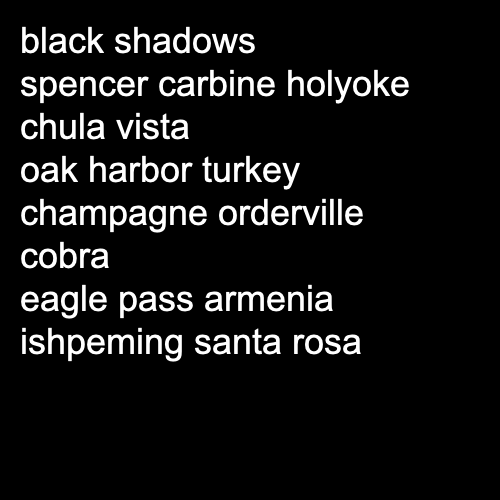 black shadows
spencer carbine holyoke
chula vista
oak harbor turkey
champagne orderville
cobra
eagle pass armenia
ishpeming santa rosa